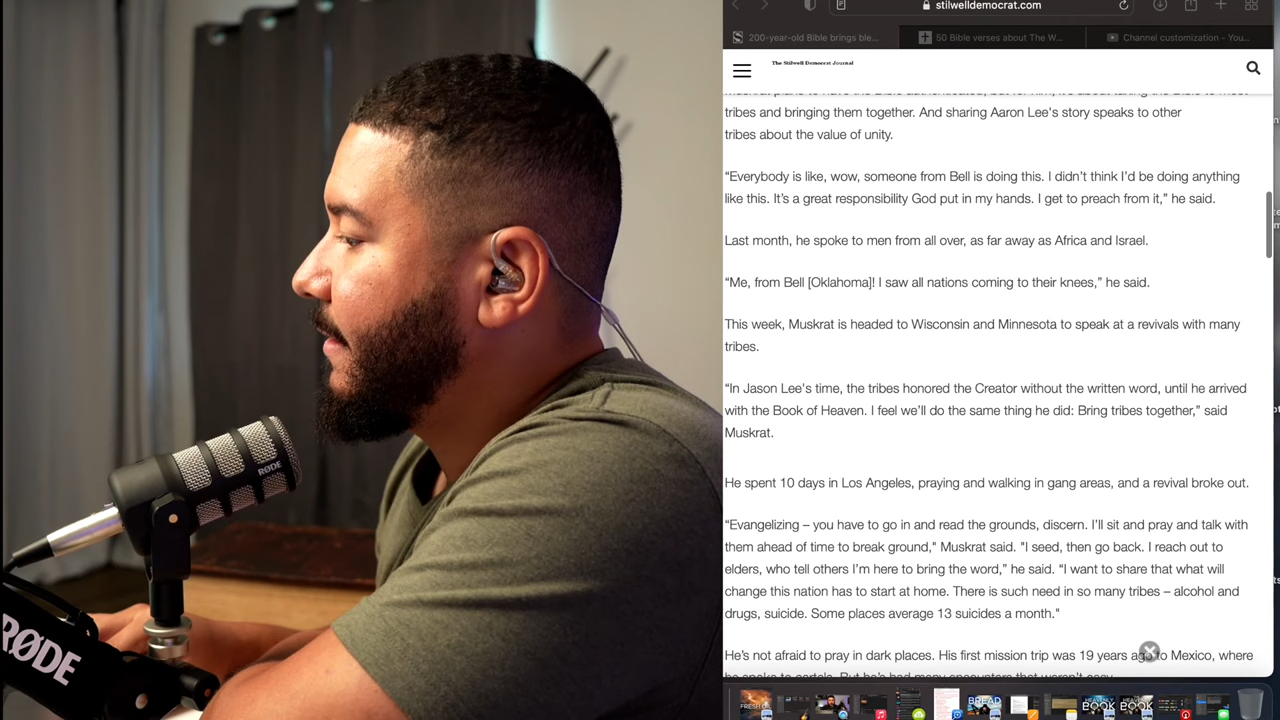 stilwelldemocrat.com
200-year-old Bible brings ble...
50 Bible verses about The W...
Channel customization - You...
The Stilwell Democrat Journal
tribes and bringing them together. And sharing Aaron Lee's story speaks to other
tribes about the value of unity.
“Everybody is like, wow, someone from Bell is doing this. I didn’t think I’d be doing anything
like this. It’s a great responsibility God put in my hands. I get to preach from it,” he said.
Last month, he spoke to men from all over, as far away as Africa and Israel.
“Me, from Bell [Oklahoma]! I saw all nations coming to their knees,” he said.
This week, Muskrat is headed to Wisconsin and Minnesota to speak at a revivals with many
tribes.
“In Jason Lee's time, the tribes honored the Creator without the written word, until he arrived
with the Book of Heaven. I feel we’ll do the same thing he did: Bring tribes together,” said
Muskrat.
He spent 10 days in Los Angeles, praying and walking in gang areas, and a revival broke out.
“Evangelizing – you have to go in and read the grounds, discern. I’ll sit and pray and talk with
them ahead of time to break ground," Muskrat said. "I seed, then go back. I reach out to
elders, who tell others I’m here to bring the word,” he said. “I want to share that what will
change this nation has to start at home. There is such need in so many tribes – alcohol and
drugs, suicide. Some places average 13 suicides a month."
He’s not afraid to pray in dark places. His first mission trip was 19 years ago to Mexico, where
RØDE
RØDE
BREAD
BOOK
BOOK